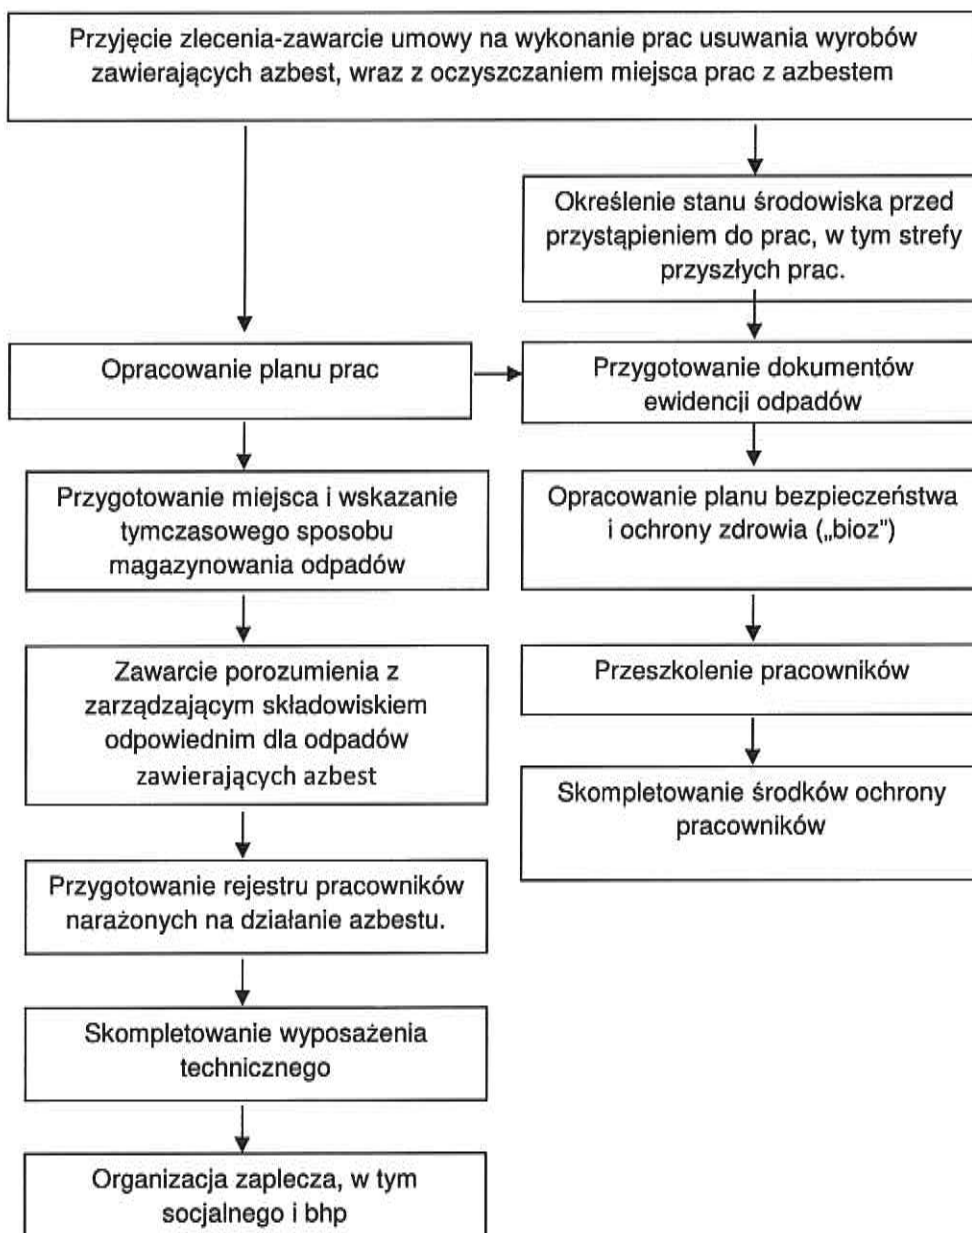 Przyjęcie zlecenia-zawarcie umowy na wykonanie prac usuwania wyrobów
zawierających azbest, wraz z oczyszczaniem miejsca prac z azbestem
Określenie stanu środowiska przed
przystąpieniem do prac, w tym strefy
przyszłych prac.
Opracowanie planu prac
Przygotowanie dokumentów
ewidencji odpadów
Przygotowanie miejsca i wskazanie
tymczasowego sposobu
magazynowania odpadów
Opracowanie planu bezpieczeństwa
i ochrony zdrowia („bioz")
Zawarcie porozumienia z
zarządzającym składowiskiem
odpowiednim dla odpadów
zawierających azbest
Przeszkolenie pracowników
Skompletowanie środków ochrony
pracowników
Przygotowanie rejestru pracowników
narażonych na działanie azbestu.
Skompletowanie wyposażenia
technicznego
Organizacja zaplecza, w tym
socjalnego i bhp